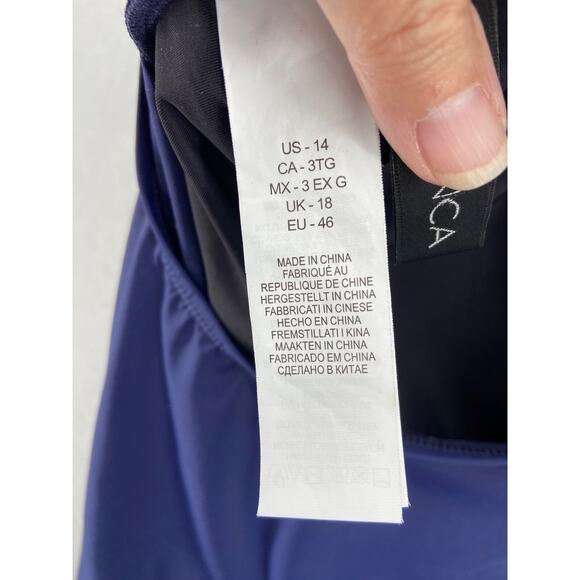 US - 14
CA - 3TG
MX - 3 EX G
UK - 18
EU - 46
MADE IN CHINA
FABRIQUÉ AU
REPUBLIQUE DE CHINE
HERGESTELLT IN CHINA
FABBRICATI IN CINESE
HECHO EN CHINA
FREMSTILLATI I KINA
MAAKTEN IN CHINA
FABRICADO EM CHINA
СДЕЛАНО В КИТАЕ
NCA